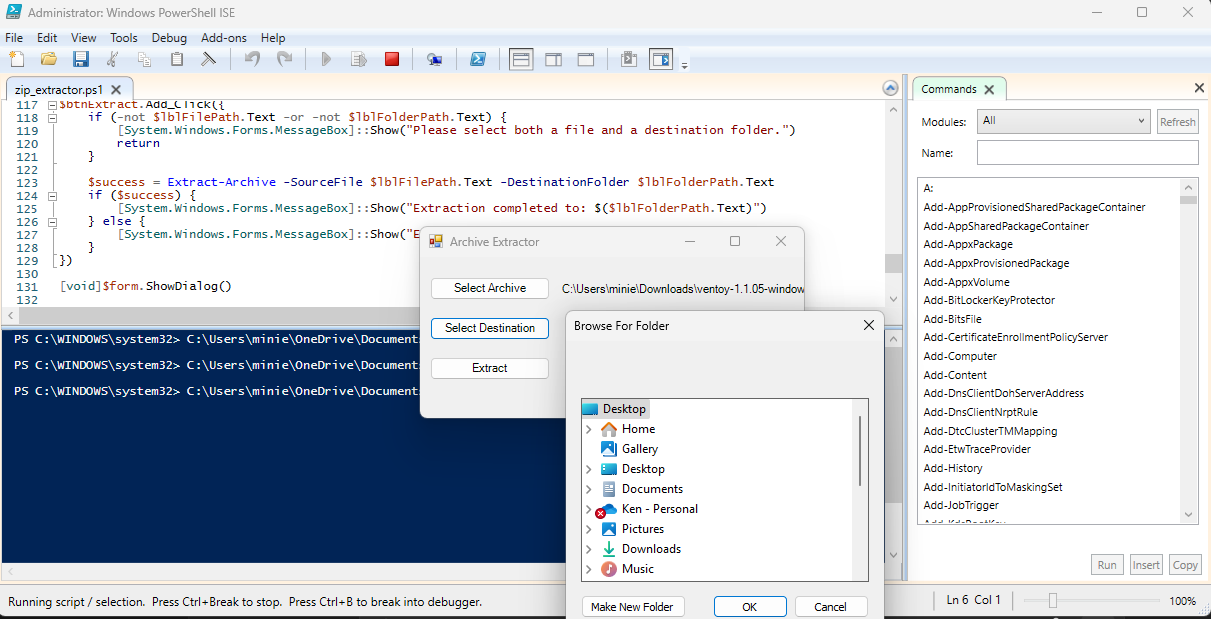 Administrator: Windows PowerShell ISE
File Edit View Tools Debug Add-ons Help
zip_extractor.ps1
117 $btnExtract.Add_Click({
118 if (-not $lblFilePath.Text -or -not $lblFolderPath.Text) {
119 [System.Windows.Forms.MessageBox]::Show("Please select both a file and a destination folder.")
120 return
121 }
122
123 $success = Extract-Archive -SourceFile $lblFilePath.Text -DestinationFolder $lblFolderPath.Text
124 if ($success) {
125 [System.Windows.Forms.MessageBox]::Show("Extraction completed to: $($lblFolderPath.Text)")
126 } else {
127 [System.Windows.Forms.MessageBox]::Show("E
128 }
129 })
130
131 [void]$form.ShowDialog()
132
PS C:\WINDOWS\system32> C:\Users\minie\OneDrive\Document
PS C:\WINDOWS\system32> C:\Users\minie\OneDrive\Document
PS C:\WINDOWS\system32> C:\Users\minie\OneDrive\Document
Archive Extractor
Select Archive C:\Users\minie\Downloads\ventoy-1.1.05-window
Select Destination
Extract
Browse For Folder
Desktop
Home
Gallery
Desktop
Documents
Ken - Personal
Pictures
Downloads
Music
Make New Folder OK Cancel
Commands
Modules: All Refresh
Name:
A:
Add-AppProvisionedSharedPackageContainer
Add-AppSharedPackageContainer
Add-AppxPackage
Add-AppxProvisionedPackage
Add-AppxVolume
Add-BitLockerKeyProtector
Add-BitsFile
Add-CertificateEnrollmentPolicyServer
Add-Computer
Add-Content
Add-DnsClientDohServerAddress
Add-DnsClientNrptRule
Add-DtcClusterTMMapping
Add-EtwTraceProvider
Add-History
Add-InitiatorIdToMaskingSet
Add-JobTrigger
Add-KdsRootKey
Run Insert Copy
Running script / selection. Press Ctrl+Break to stop. Press Ctrl+B to break into debugger.
Ln 6 Col 1 100%